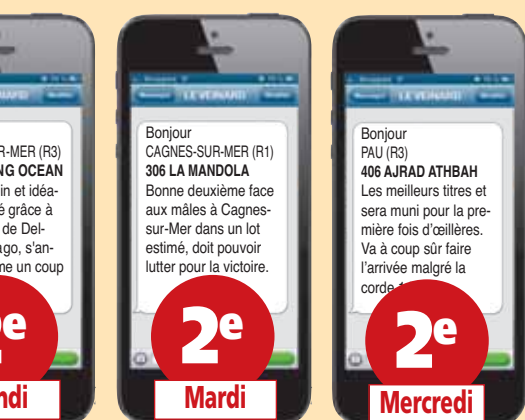 R-MER (R3)
NG OCEAN
in et idéa-
é grâce à
de Del-
ago, s'an-
me un coup
e
ndi
LE VEINARD
Bonjour
CAGNES-SUR-MER (R1)
306 LA MANDOLA
Bonne deuxième face
aux mâles à Cagnes-
sur-Mer dans un lot
estimé, doit pouvoir
lutter pour la victoire.
2e
Mardi
LE VEINARD
Bonjour
PAU (R3)
406 AJRAD ATHBAH
Les meilleurs titres et
sera muni pour la pre-
mière fois d'œillères.
Va à coup sûr faire
l'arrivée malgré la
corde
2e
Mercredi